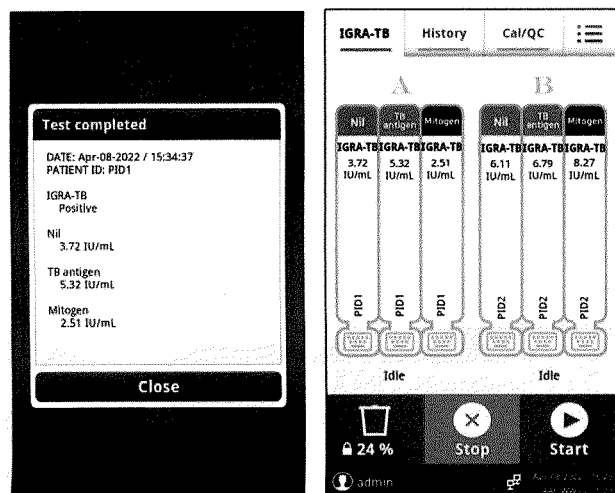 Test completed
DATE: Apr-08-2022 / 15:34:37
PATIENT ID: PID1
IGRA-TB
Positive
Nil
3.72 IU/mL
TB antigen
5.32 IU/mL
Mitogen
2.51 IU/mL
Close
IGRA-TB History Cal/QC
A B
Nil TB antigen Mitogen Nil TB antigen Mitogen
IGRA-TB IGRA-TB IGRA-TB IGRA-TB IGRA-TB IGRA-TB
3.72 5.32 2.51 6.11 6.79 8.27
IU/mL IU/mL IU/mL IU/mL IU/mL IU/mL
PID1 PID1 PID1 PID2 PID2 PID2
Idle Idle
24 % Stop Start
admin